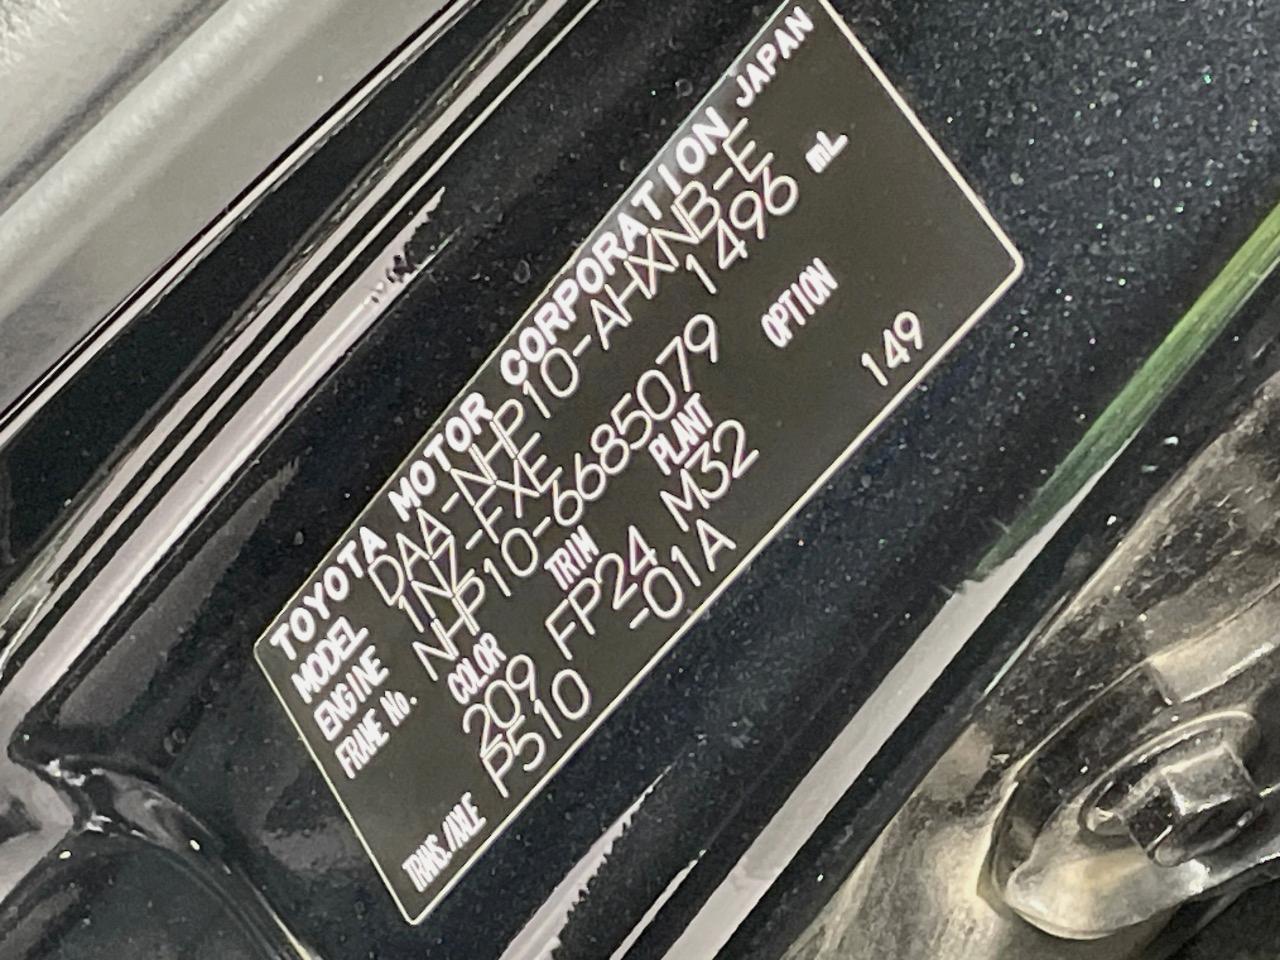 TOYOTA MOTOR CORPORATION JAPAN
MODEL DAA-NHP10-AHXNB-E
ENGINE 1NZ-FXE 1496 mL
FRAME No. NHP10-6685079
COLOR TRIM PLANT OPTION
209 FP24 M32 149
TRANS./AXLE P510 -01A